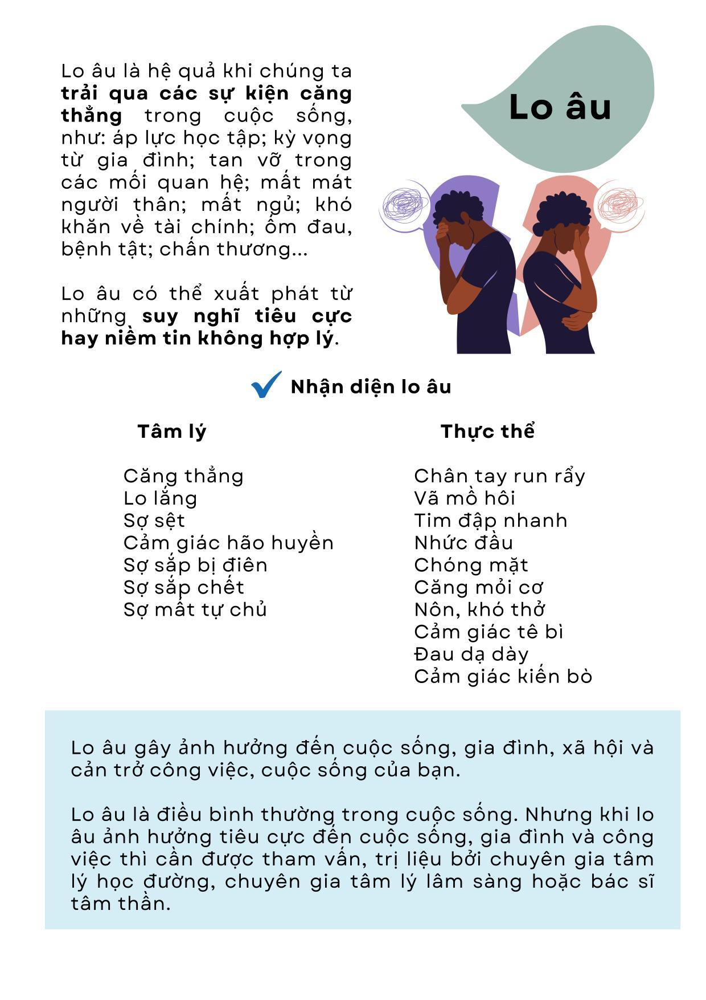 Lo âu
Lo âu là hệ quả khi chúng ta
trải qua các sự kiện căng
thẳng trong cuộc sống,
như: áp lực học tập; kỳ vọng
từ gia đình; tan vỡ trong
các mối quan hệ; mất mát
người thân; mất ngủ; khó
khăn về tài chính; ốm đau,
bệnh tật; chấn thương...
Lo âu có thể xuất phát từ
những suy nghĩ tiêu cực
hay niềm tin không hợp lý.
Nhận diện lo âu
Tâm lý
Căng thẳng
Lo lắng
Sợ sệt
Cảm giác hão huyền
Sợ sắp bị điên
Sợ sắp chết
Sợ mất tự chủ
Thực thể
Chân tay run rẩy
Vã mồ hôi
Tim đập nhanh
Nhức đầu
Chóng mặt
Căng mỏi cơ
Nôn, khó thở
Cảm giác tê bì
Đau dạ dày
Cảm giác kiến bò
Lo âu gây ảnh hưởng đến cuộc sống, gia đình, xã hội và
cản trở công việc, cuộc sống của bạn.
Lo âu là điều bình thường trong cuộc sống. Nhưng khi lo
âu ảnh hưởng tiêu cực đến cuộc sống, gia đình và công
việc thì cần được tham vấn, trị liệu bởi chuyên gia tâm
lý học đường, chuyên gia tâm lý lâm sàng hoặc bác sĩ
tâm thần.